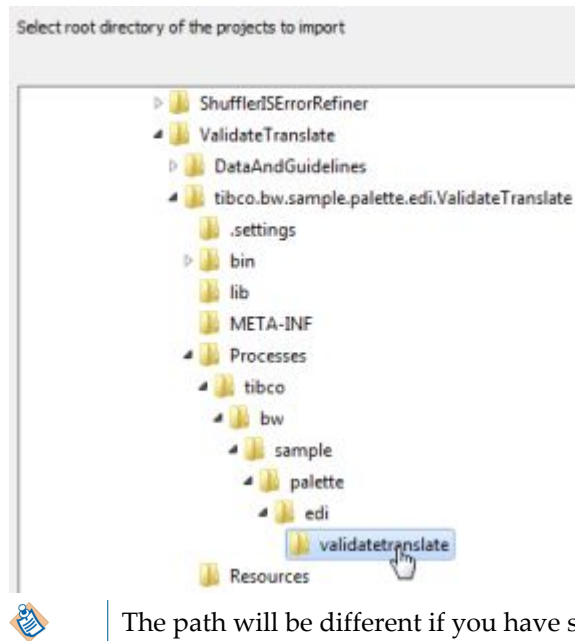 Select root directory of the projects to import
ShufflerISErrorRefiner
ValidateTranslate
DataAndGuidelines
tibco.bw.sample.palette.edi.ValidateTranslate
.settings
bin
lib
META-INF
Processes
tibco
bw
sample
palette
edi
validatetranslate
Resources
The path will be different if you have s